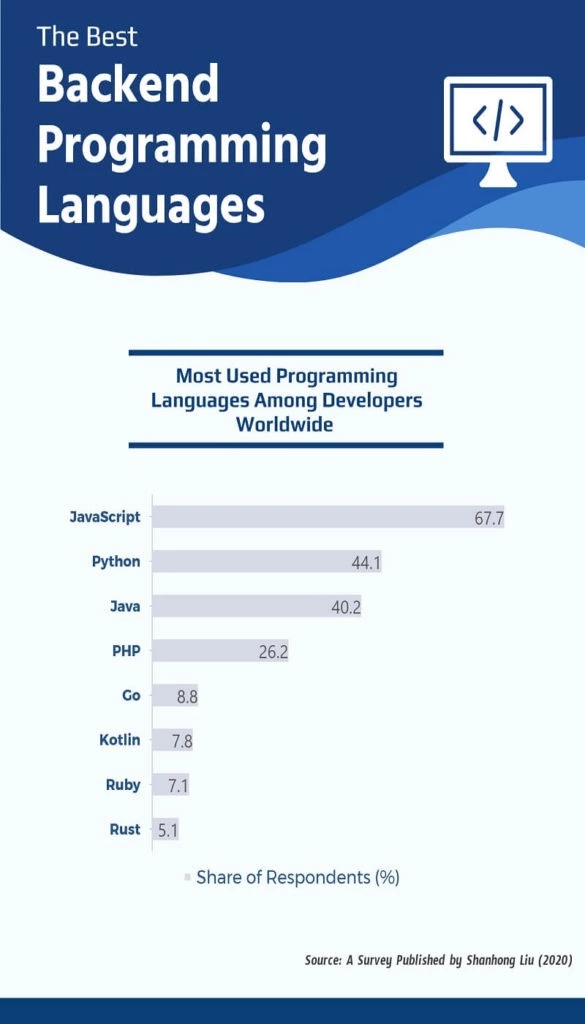 The Best
Backend
Programming
Languages
</>
Most Used Programming
Languages Among Developers
Worldwide
JavaScript 67.7
Python 44.1
Java 40.2
PHP 26.2
Go 8.8
Kotlin 7.8
Ruby 7.1
Rust 5.1
Share of Respondents (%)
Source: A Survey Published by Shanhong Liu (2020)